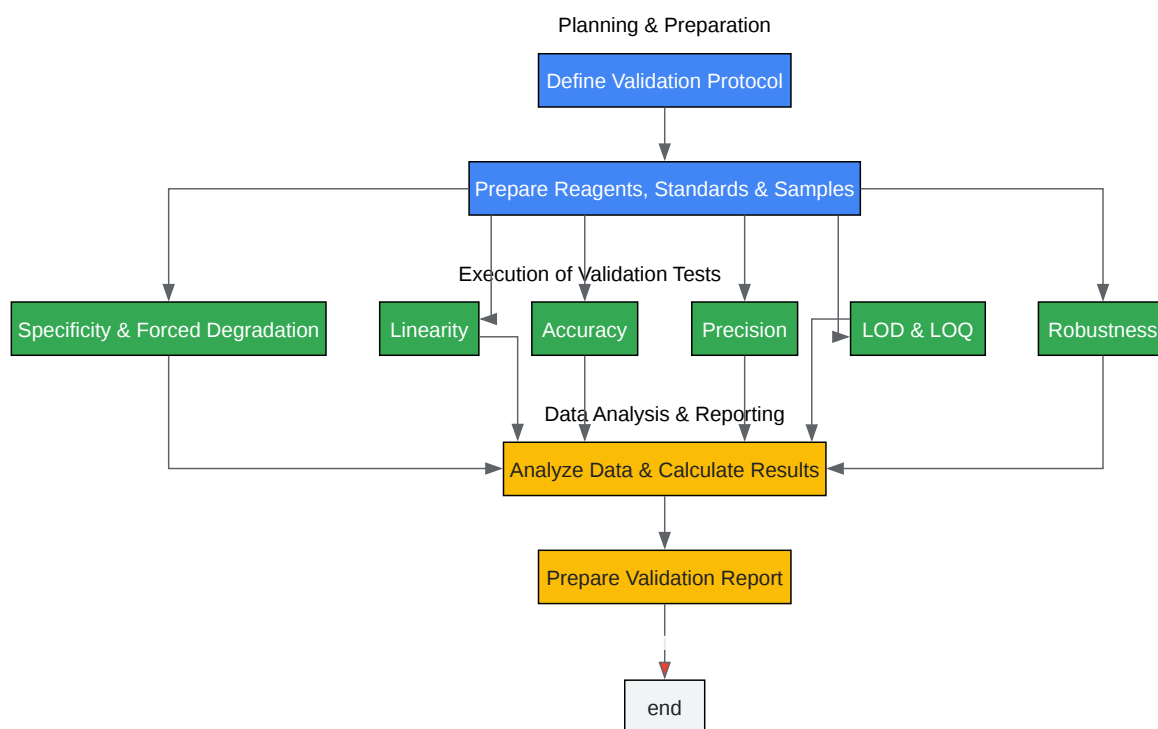 Planning & Preparation
Define Validation Protocol
Prepare Reagents, Standards & Samples
Execution of Validation Tests
Specificity & Forced Degradation
Linearity
Accuracy
Precision
LOD & LOQ
Robustness
Data Analysis & Reporting
Analyze Data & Calculate Results
Prepare Validation Report
end